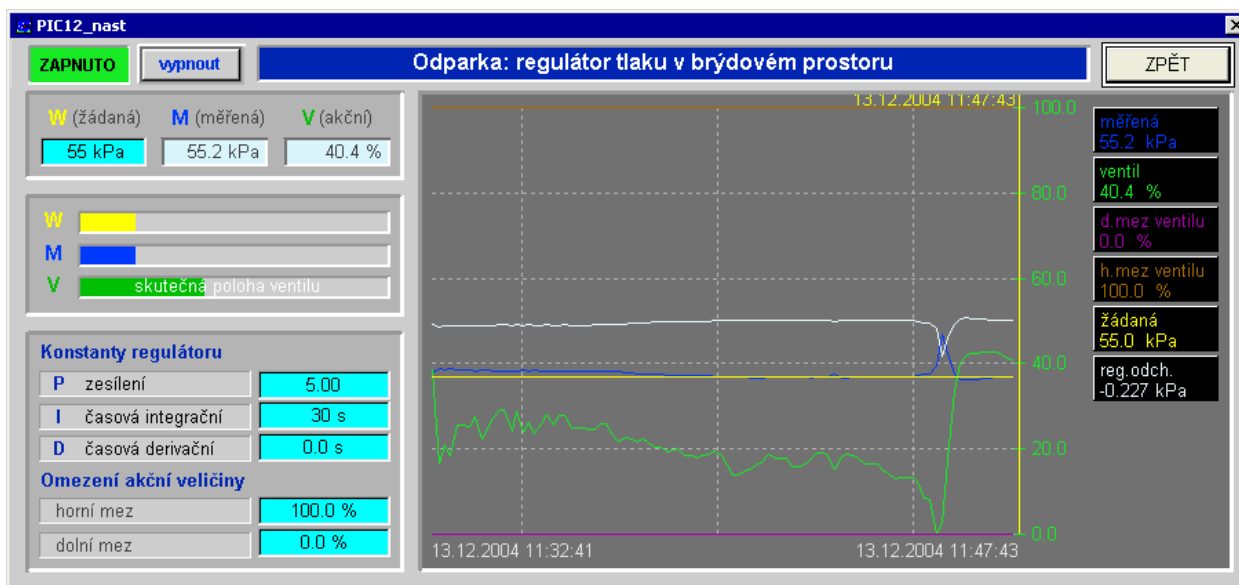 PIC12_nast
ZAPNUTO
vypnout
Odparka: regulátor tlaku v brýdovém prostoru
ZPĚT
W (žádaná)
M (měřená)
V (akční)
55 kPa
55.2 kPa
40.4 %
W
M
V
skutečná poloha ventilu
Konstanty regulátoru
P zesílení
5.00
I časová integrační
30 s
D časová derivační
0.0 s
Omezení akční veličiny
horní mez
100.0 %
dolní mez
0.0 %
13.12.2004 11:47:43
100.0
80.0
60.0
40.0
20.0
0.0
13.12.2004 11:32:41
13.12.2004 11:47:43
měřená
55.2 kPa
ventil
40.4 %
d.mez ventilu
0.0 %
h.mez ventilu
100.0 %
žádaná
55.0 kPa
reg.odch.
-0.227 kPa